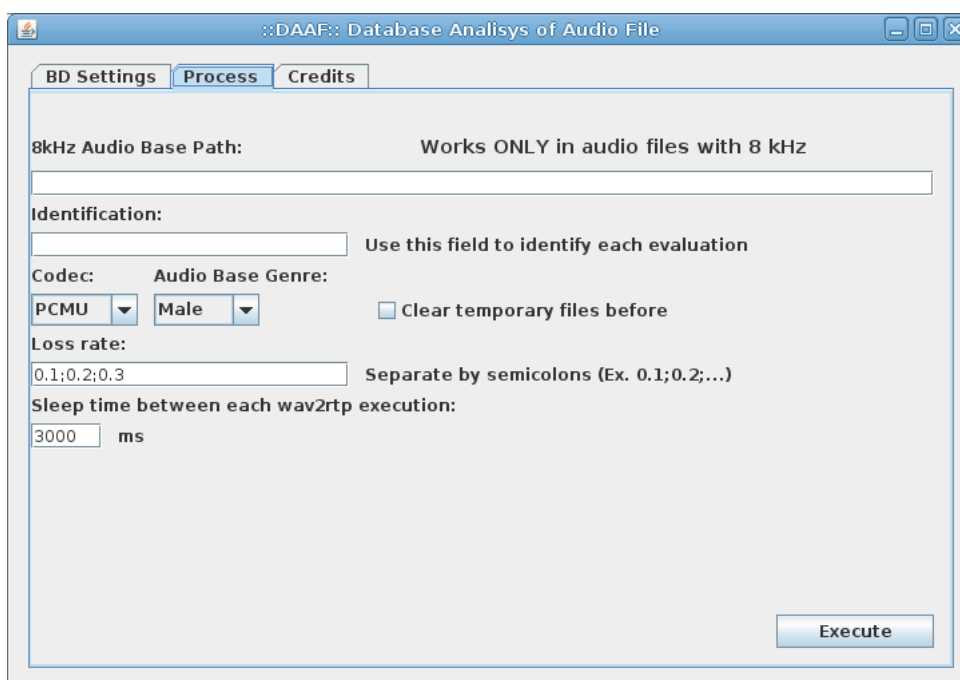 ::DAAF:: Database Analisys of Audio File
BD Settings Process Credits
8kHz Audio Base Path: Works ONLY in audio files with 8 kHz
Identification:
Use this field to identify each evaluation
Codec: Audio Base Genre:
PCMU Male Clear temporary files before
Loss rate:
0.1;0.2;0.3 Separate by semicolons (Ex. 0.1;0.2;...)
Sleep time between each wav2rtp execution:
3000 ms
Execute